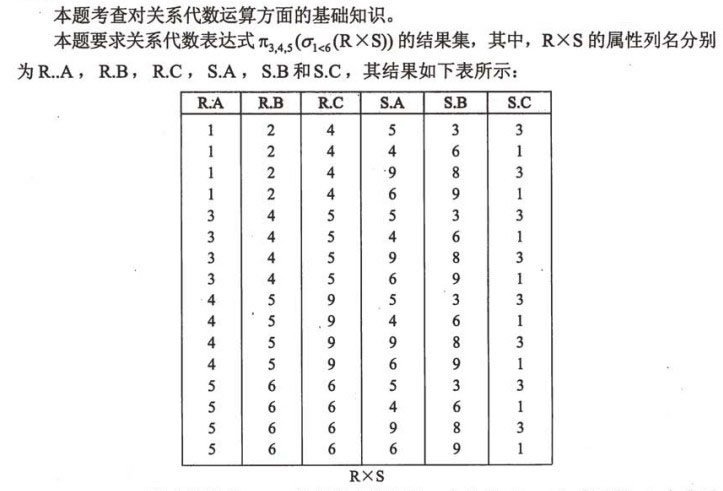 本题考查对关系代数运算方面的基础知识。
本题要求关系代数表达式 π3,4,5(σ1<6(R×S)) 的结果集，其中，R×S 的属性列名分别
为 R..A，R.B，R.C，S.A，S.B 和 S.C，其结果如下表所示：
R.A R.B R.C S.A S.B S.C
1 2 4 5 3 3
1 2 4 4 6 1
1 2 4 9 8 3
1 2 4 6 9 1
3 4 5 5 3 3
3 4 5 4 6 1
3 4 5 9 8 3
3 4 5 6 9 1
4 5 9 5 3 3
4 5 9 4 6 1
4 5 9 9 8 3
4 5 9 6 9 1
5 6 6 5 3 3
5 6 6 4 6 1
5 6 6 9 8 3
5 6 6 6 9 1
R×S